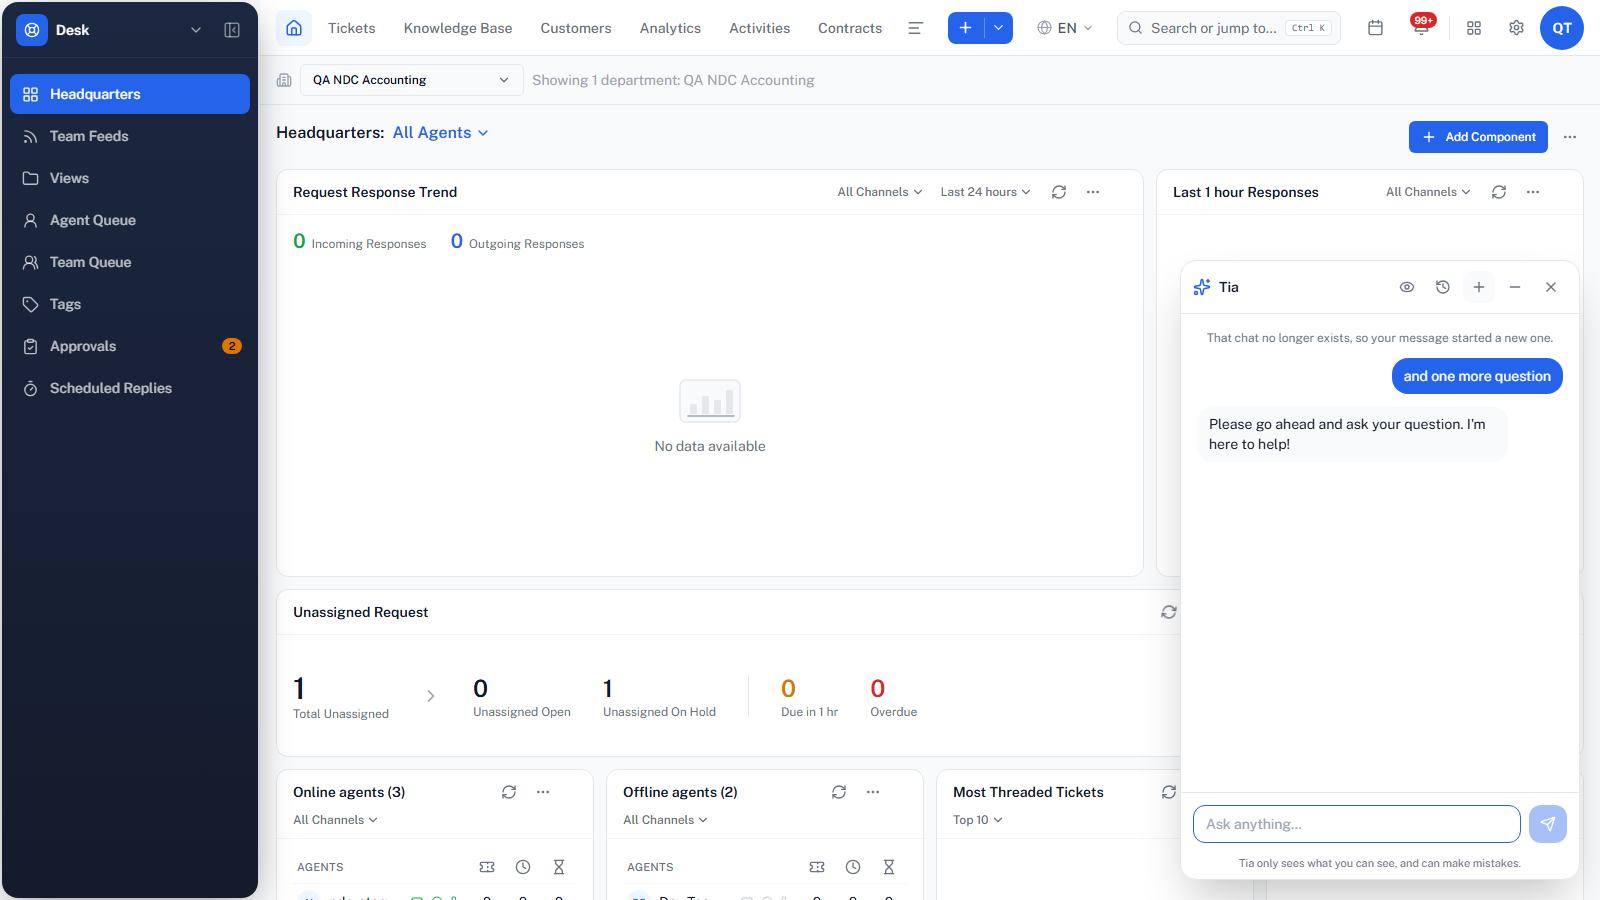 Desk
Headquarters
Team Feeds
Views
Agent Queue
Team Queue
Tags
Approvals 2
Scheduled Replies
Tickets Knowledge Base Customers Analytics Activities Contracts EN Search or jump to... Ctrl K 99+ QT
QA NDC Accounting Showing 1 department: QA NDC Accounting
Headquarters: All Agents Add Component
Request Response Trend All Channels Last 24 hours
0 Incoming Responses 0 Outgoing Responses
No data available
Last 1 hour Responses All Channels
Unassigned Request
1 Total Unassigned
0 Unassigned Open
1 Unassigned On Hold
0 Due in 1 hr
0 Overdue
Online agents (3)
All Channels
AGENTS
Offline agents (2)
All Channels
AGENTS
Most Threaded Tickets
Top 10
Tia
That chat no longer exists, so your message started a new one.
and one more question
Please go ahead and ask your question. I'm
here to help!
Ask anything...
Tia only sees what you can see, and can make mistakes.